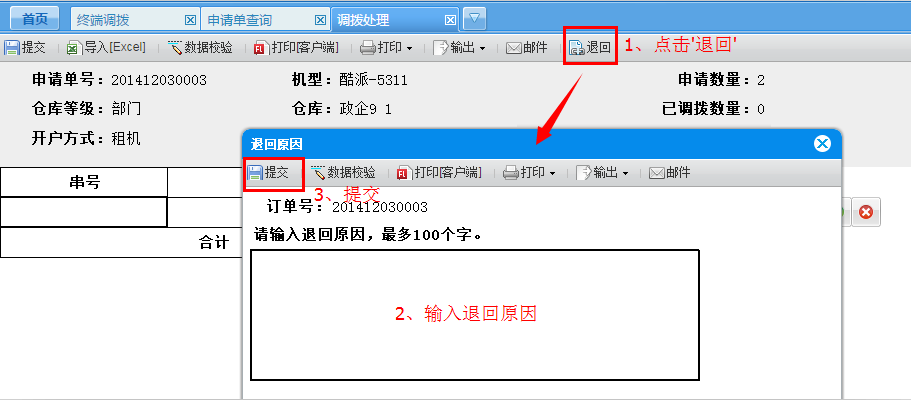 首页 终端调拨 申请单查询 调拨处理
提交 导入[Excel] 数据校验 打印[客户端] 打印 输出 邮件 退回 1、点击'退回'
申请单号：201412030003 机型：酷派-5311 申请数量：2
仓库等级：部门 仓库：政企9 1 已调拨数量：0
开户方式：租机
退回原因
提交 数据校验 打印[客户端] 打印 输出 邮件
串号
3、提交
订单号：201412030003
请输入退回原因，最多100个字。
合计
2、输入退回原因